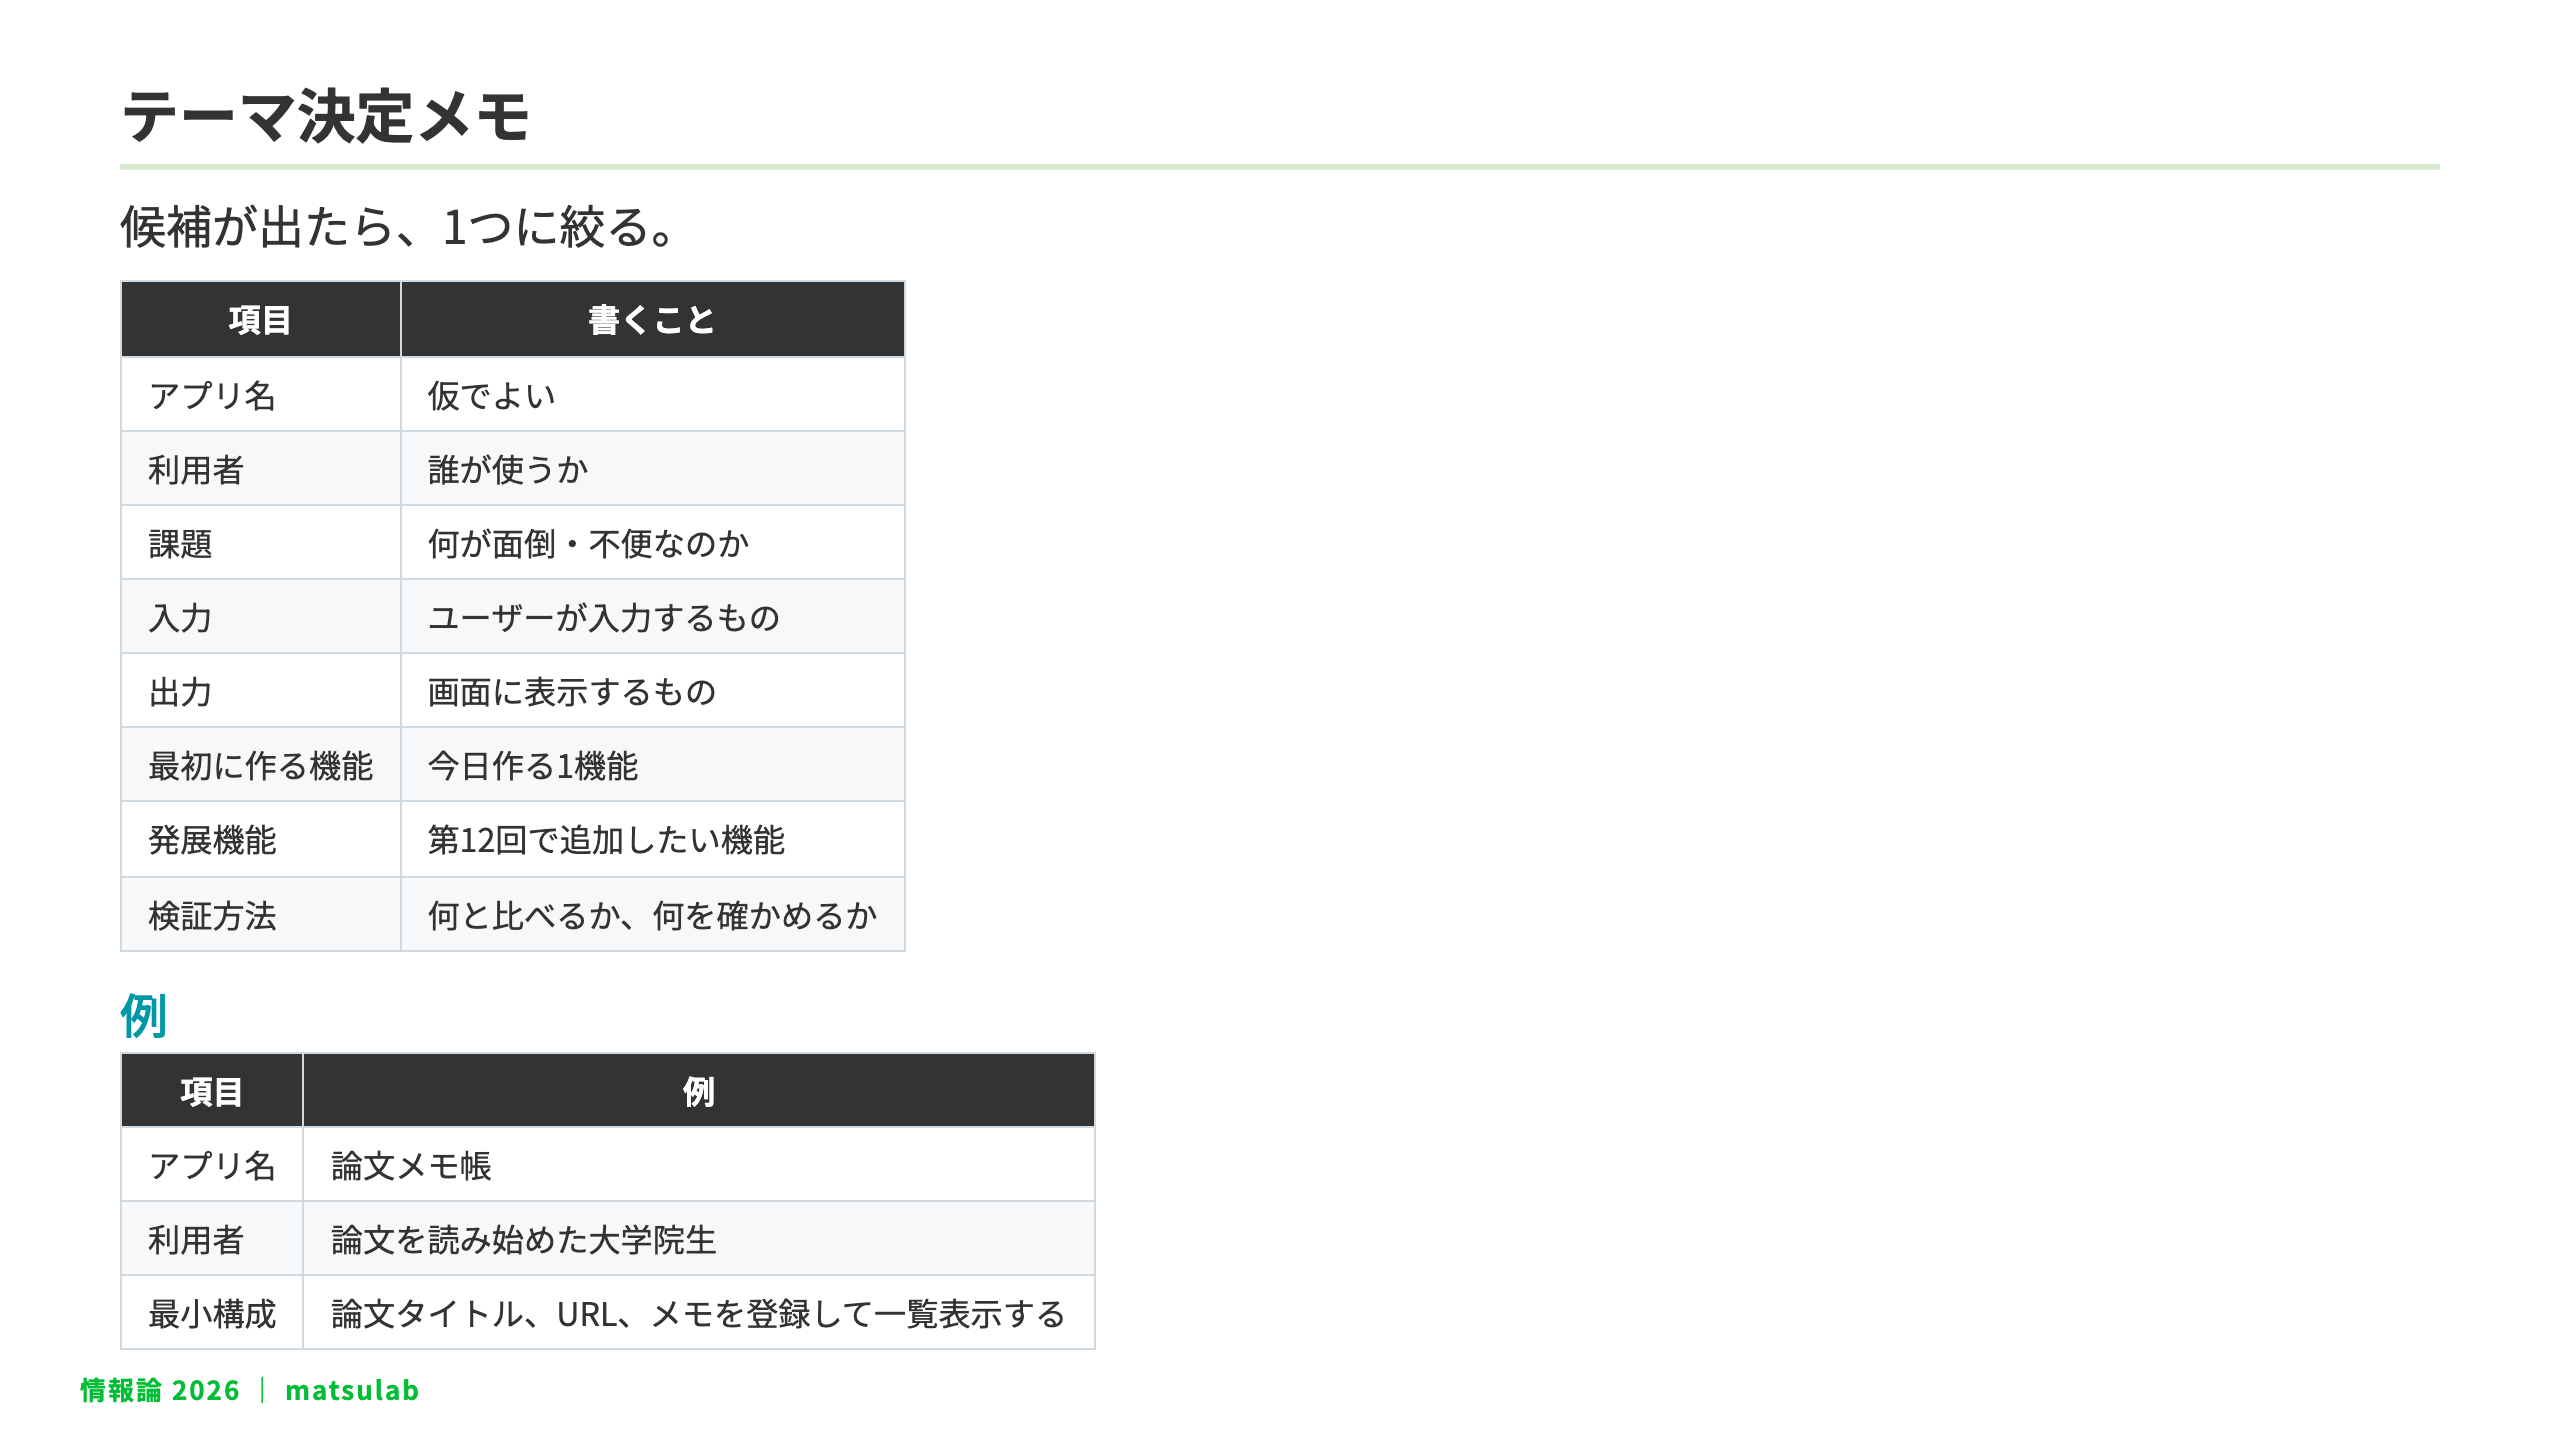 テーマ決定メモ
候補が出たら、1つに絞る。
項目 書くこと
アプリ名 仮でよい
利用者 誰が使うか
課題 何が面倒・不便なのか
入力 ユーザーが入力するもの
出力 画面に表示するもの
最初に作る機能 今日作る1機能
発展機能 第12回で追加したい機能
検証方法 何と比べるか、何を確かめるか
例
項目 例
アプリ名 論文メモ帳
利用者 論文を読み始めた大学院生
最小構成 論文タイトル、URL、メモを登録して一覧表示する
情報論 2026 ｜ matsulab